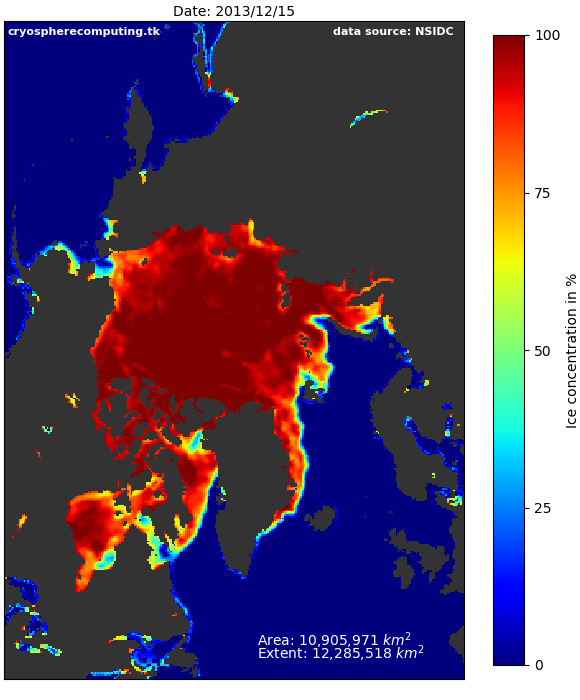 Date: 2013/12/15
cryospherecomputing.tk
data source: NSIDC
100
75
50
25
0
Ice concentration in %
Area: 10,905,971 km²
Extent: 12,285,518 km²